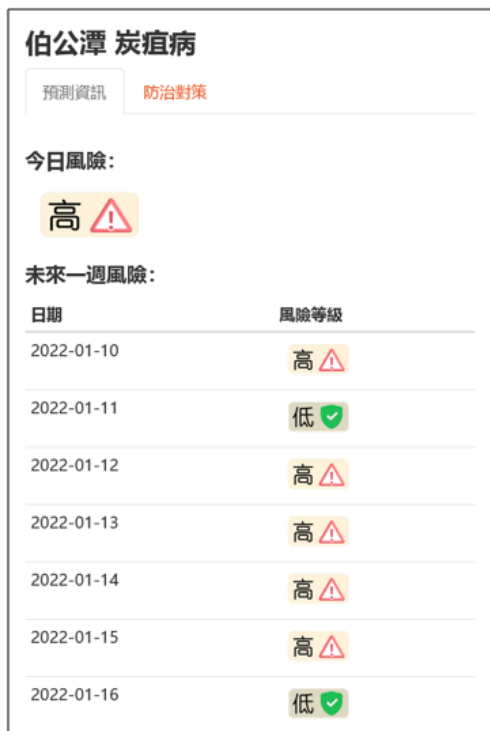 伯公潭 炭疽病
預測資訊 防治對策
今日風險：
高
未來一週風險：
日期 風險等級
2022-01-10 高
2022-01-11 低
2022-01-12 高
2022-01-13 高
2022-01-14 高
2022-01-15 高
2022-01-16 低